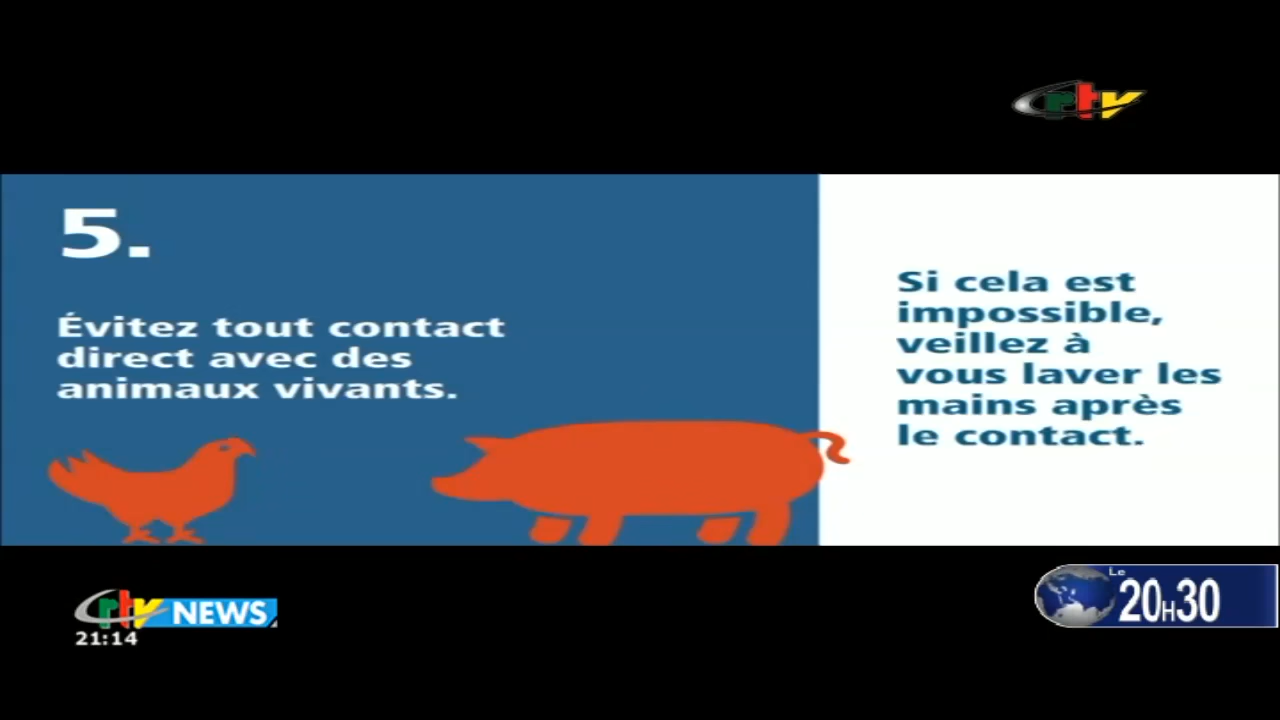 crtv
5.
Évitez tout contact
direct avec des
animaux vivants.
Si cela est
impossible,
veillez à
vous laver les
mains après
le contact.
crtv NEWS
21:14
Le
20H30